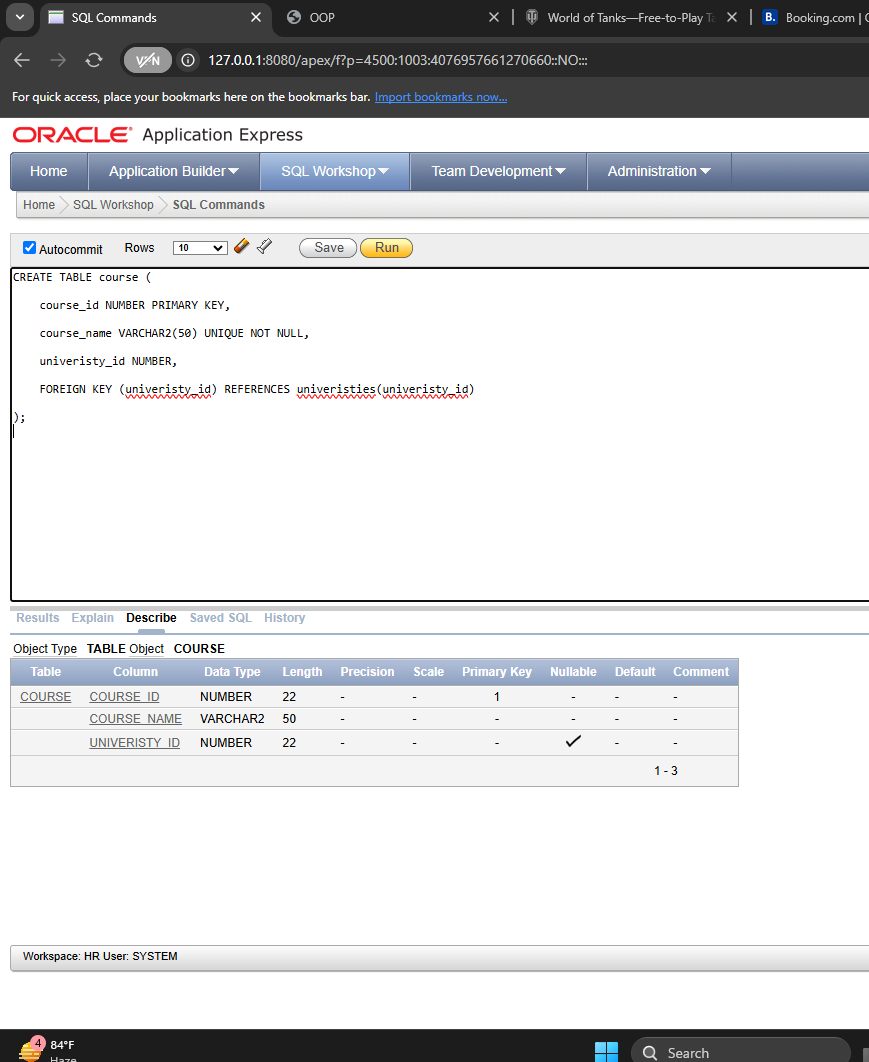 SQL Commands
OOP
World of Tanks—Free-to-Play Ta
B. Booking.com |
VPN 127.0.0.1:8080/apex/f?p=4500:1003:4076957661270660::NO:::
For quick access, place your bookmarks here on the bookmarks bar. Import bookmarks now...
ORACLE Application Express
Home Application Builder SQL Workshop Team Development Administration
Home SQL Workshop SQL Commands
Autocommit Rows 10 Save Run
CREATE TABLE course (
course_id NUMBER PRIMARY KEY,
course_name VARCHAR2(50) UNIQUE NOT NULL,
univeristy_id NUMBER,
FOREIGN KEY (univeristy_id) REFERENCES univeristies(univeristy_id)
);
Results Explain Describe Saved SQL History
Object Type TABLE Object COURSE
Table Column Data Type Length Precision Scale Primary Key Nullable Default Comment
COURSE COURSE_ID NUMBER 22 - - 1 - - -
COURSE_NAME VARCHAR2 50 - - - - - -
UNIVERISTY_ID NUMBER 22 - - - ✓ - -
1 - 3
Workspace: HR User: SYSTEM
4 84°F
Haze
Search